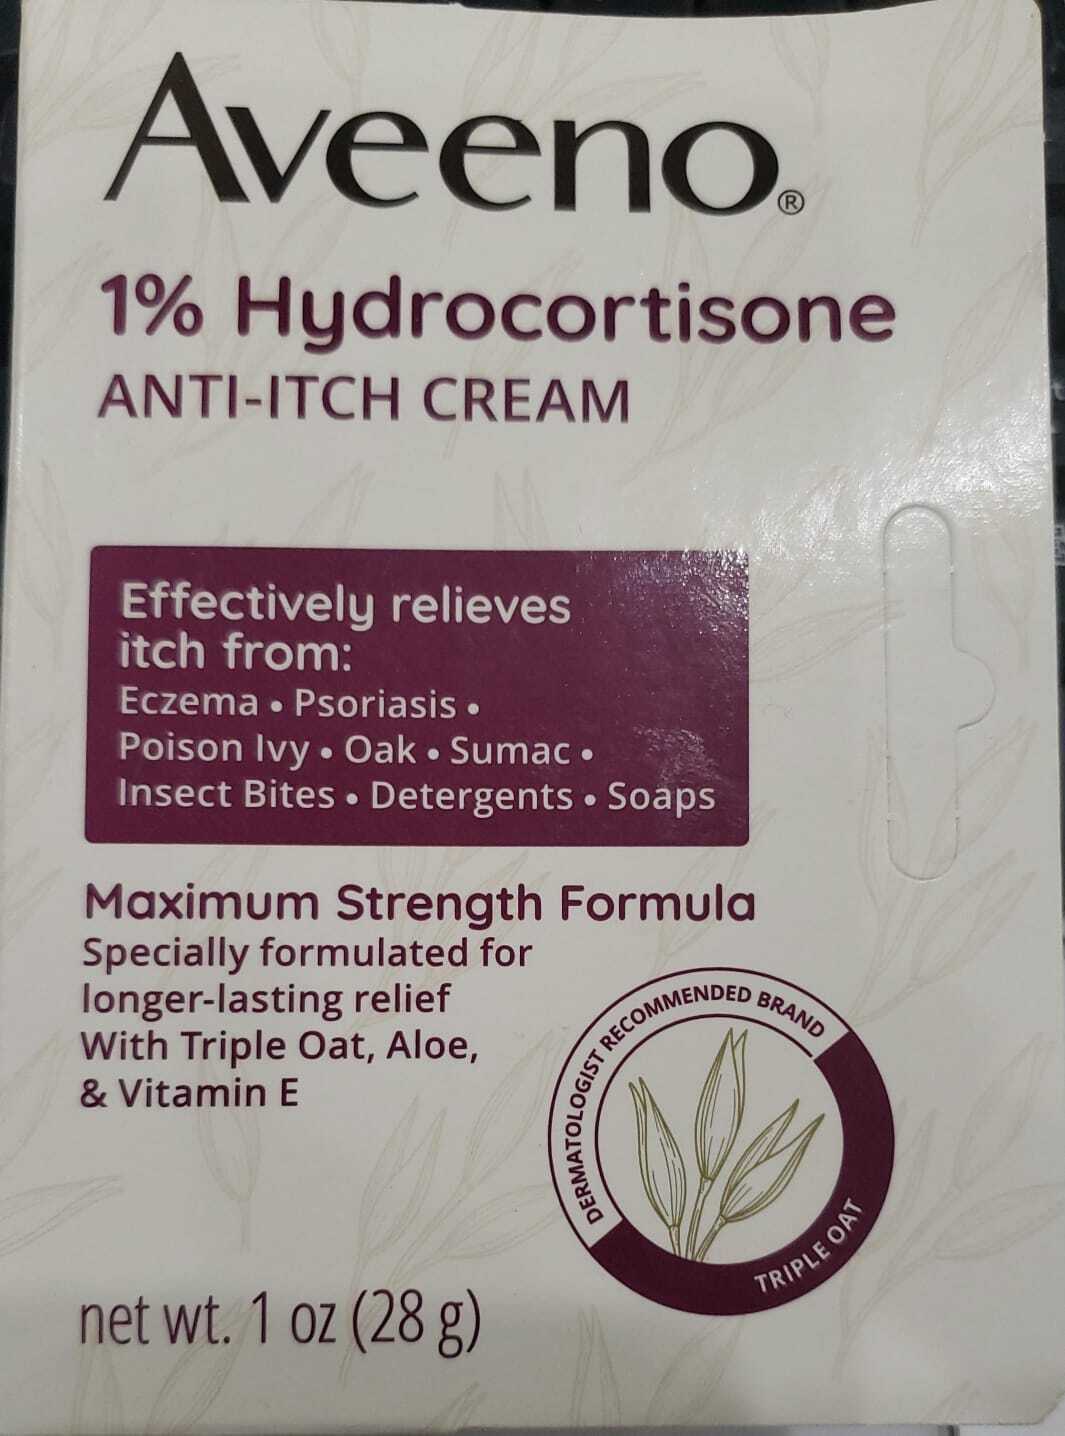 Aveeno®
1% Hydrocortisone
ANTI-ITCH CREAM
Effectively relieves
itch from:
Eczema • Psoriasis •
Poison Ivy • Oak • Sumac •
Insect Bites • Detergents • Soaps
Maximum Strength Formula
Specially formulated for
longer-lasting relief
With Triple Oat, Aloe,
& Vitamin E
DERMATOLOGIST RECOMMENDED BRAND
TRIPLE OAT
net wt. 1 oz (28 g)